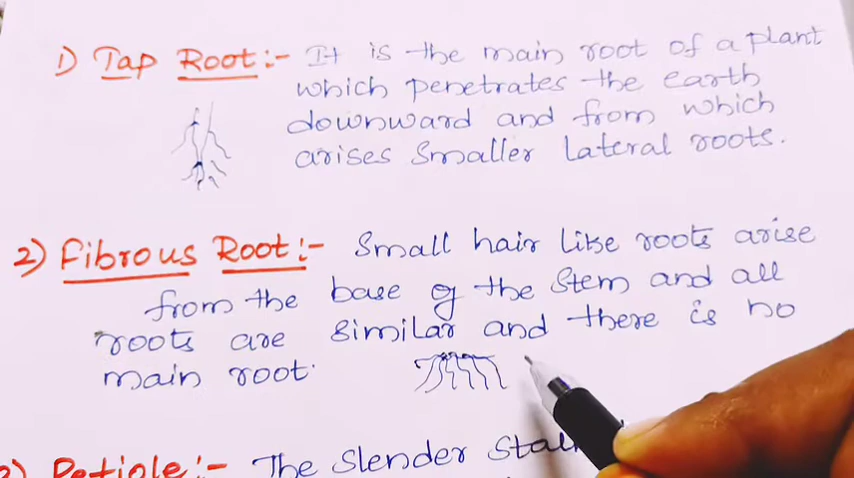 1) Tap Root:- It is the main root of a plant
which penetrates the earth
downward and from which
arises smaller lateral roots.
2) Fibrous Root:- Small hair like roots arise
from the base of the stem and all
roots are similar and there is no
main root.
Petiole:- The slender